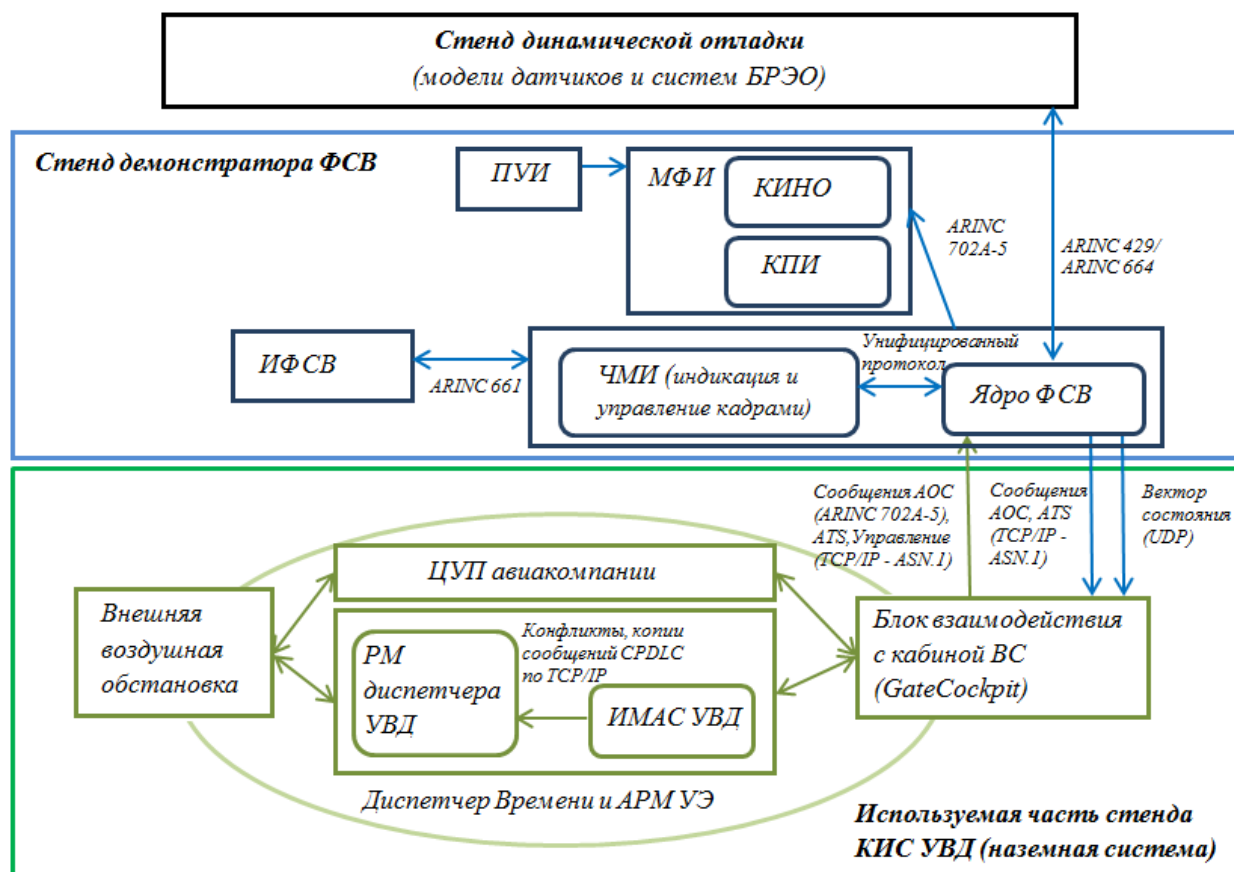 Стенд динамической отладки
(модели датчиков и систем БРЭО)
Стенд демонстратора ФСВ
ПУИ
МФИ
КИНО
КПИ
ARINC
702A-5
ARINC 429/
ARINC 664
ИФСВ
ARINC 661
ЧМИ (индикация и
управление кадрами)
Унифицированный
протокол
Ядро ФСВ
Сообщения АОС
(ARINC 702A-5),
ATS,Управление
(TCP/IP - ASN.1)
Сообщения
АОС, ATS
(TCP/IP -
ASN.1)
Вектор
состояния
(UDP)
ЦУП авиакомпании
Внешняя
воздушная
обстановка
РМ
диспетчера
УВД
Конфликты, копии
сообщений CPDLC
по TCP/IP
ИМАС УВД
Блок взаимодействия
с кабиной ВС
(GateCockpit)
Диспетчер Времени и АРМ УЭ
Используемая часть стенда
КИС УВД (наземная система)